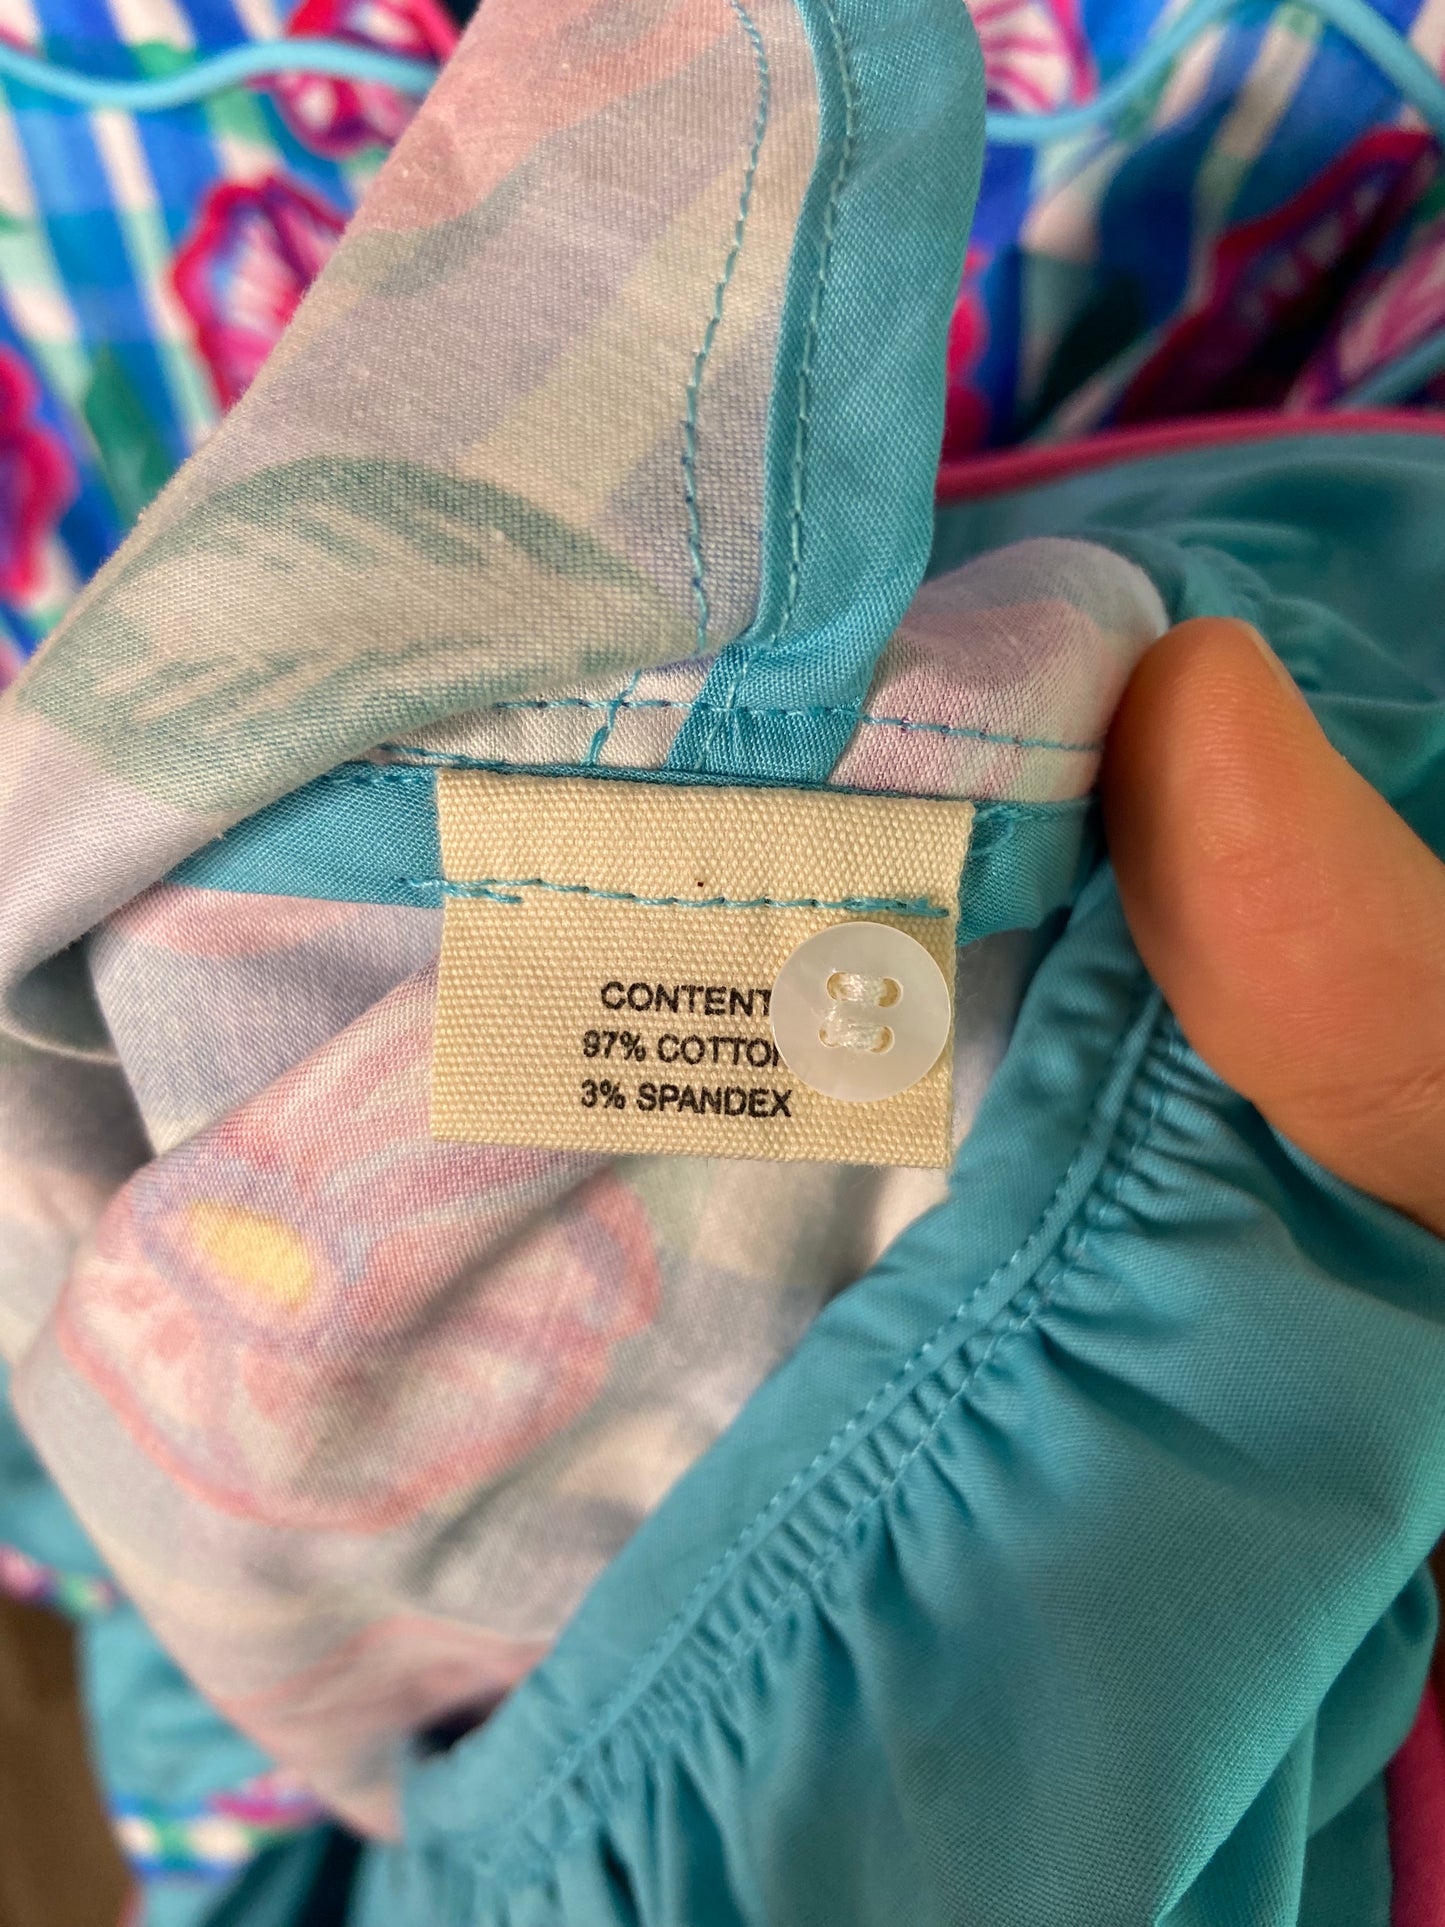 CONTENT
97% COTTO
3% SPANDEX